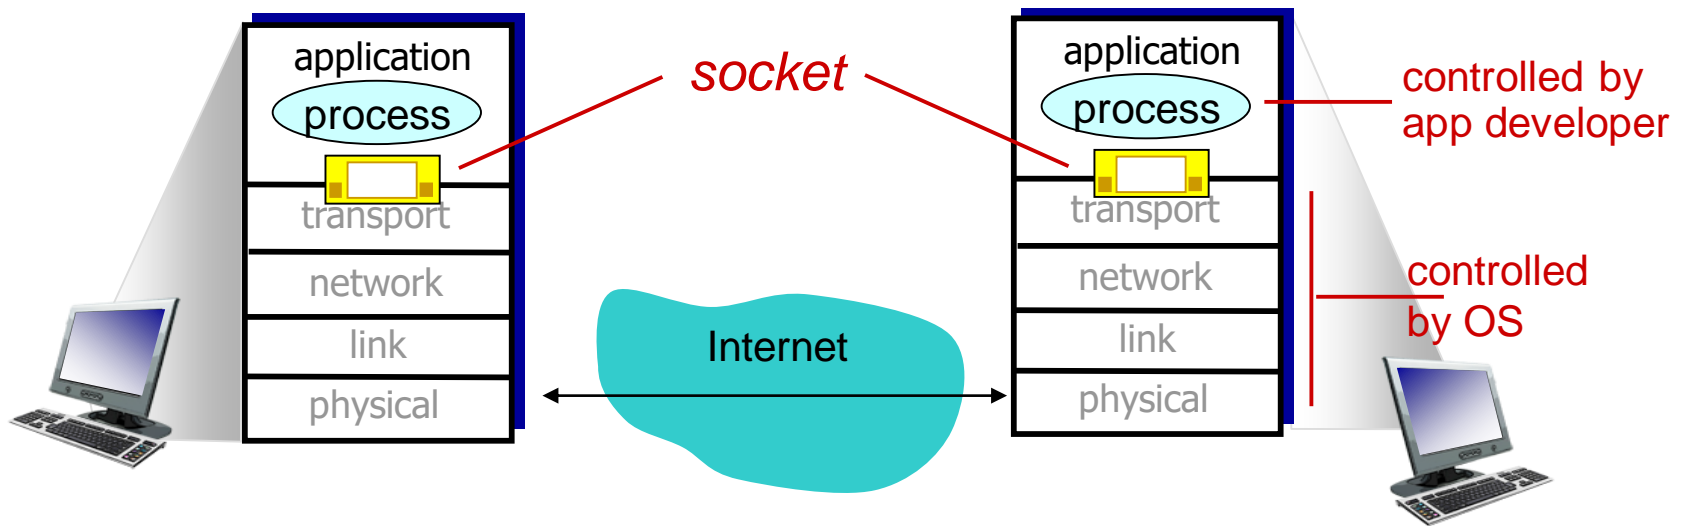 application
process
transport
network
link
physical
socket
Internet
application
process
transport
network
link
physical
controlled by
app developer
controlled
by OS